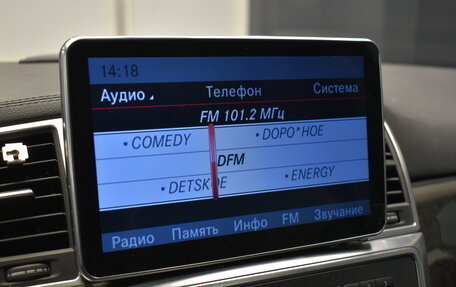 14:18
Аудио Телефон Система
FM 101.2 МГц
• COMEDY • DOPO*HOE
DFM
• DETSKOE • ENERGY
Радио Память Инфо FM Звучание